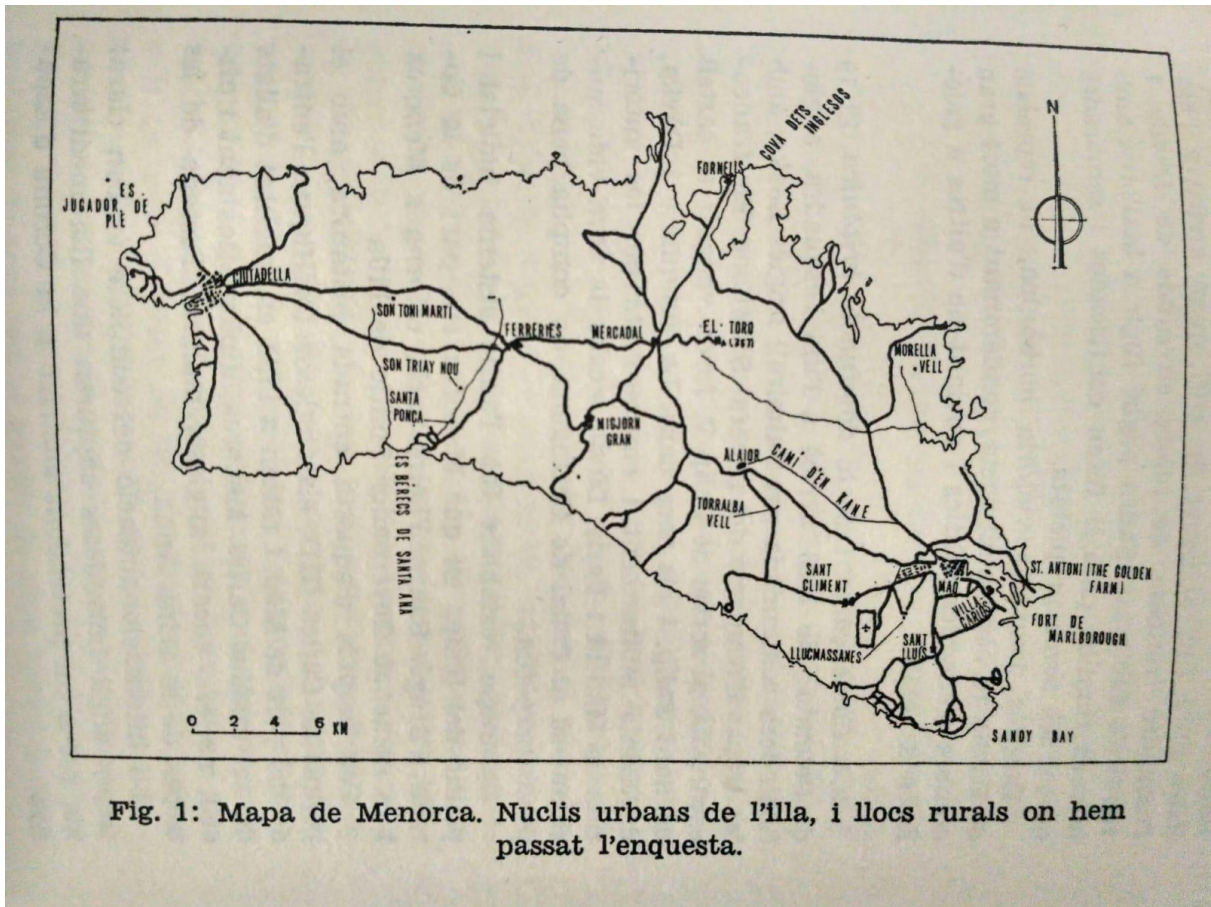 N
COVA DETS
INGLESOS
FORNELLS
ES
JUGADOR DE
PLÉ
CIUTADELLA
SON TONI MARTI
FERRERIES
MERCADAL
EL TORO
MORELLA
VELL
SON TRIAY NOU
SANTA
PONÇA
MIGJORN
GRAN
ALAIOR
CAMÍ D'EN KANE
ES BÈRECS DE SANTA ANA
TORRALBA
VELL
SANT
CLIMENT
MAÓ
ST. ANTONI (THE GOLDEN
FARM)
VILLA-
CARLOS
FORT DE
MARLBOROUGH
LLUCMASSANES
SANT
LLUIS
SANDY BAY
0 2 4 6 KM
Fig. 1: Mapa de Menorca. Nuclis urbans de l'illa, i llocs rurals on hem
passat l'enquesta.